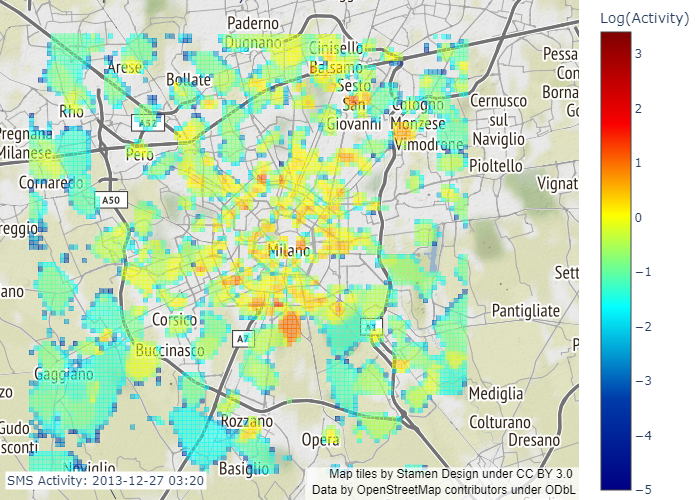 Paderno
Dugnano
Cinisello
Balsamo
Arese
Bollate
Sesto
San
Giovanni
Rho
A52
Cologno
Monzese
Cernusco
sul
Naviglio
Pessa
Con
Borna
Go
Pregnana
Milanese
Pero
Vimodrone
Pioltello
Cornaredo
A50
Vignat
reggio
Milano
Sett
ano
Pantigliate
Corsico
A7
A1
Buccinasco
P
Gaggiano
zo
Mediglia
Rozzano
Colturano
Gudo
sconti
Opera
Dresano
Noviglio
Basiglio
SMS Activity: 2013-12-27 03:20
Map tiles by Stamen Design under CC BY 3.0
Data by OpenStreetMap contributors under ODbL
Log(Activity)
3
2
1
0
−1
−2
−3
−4
−5